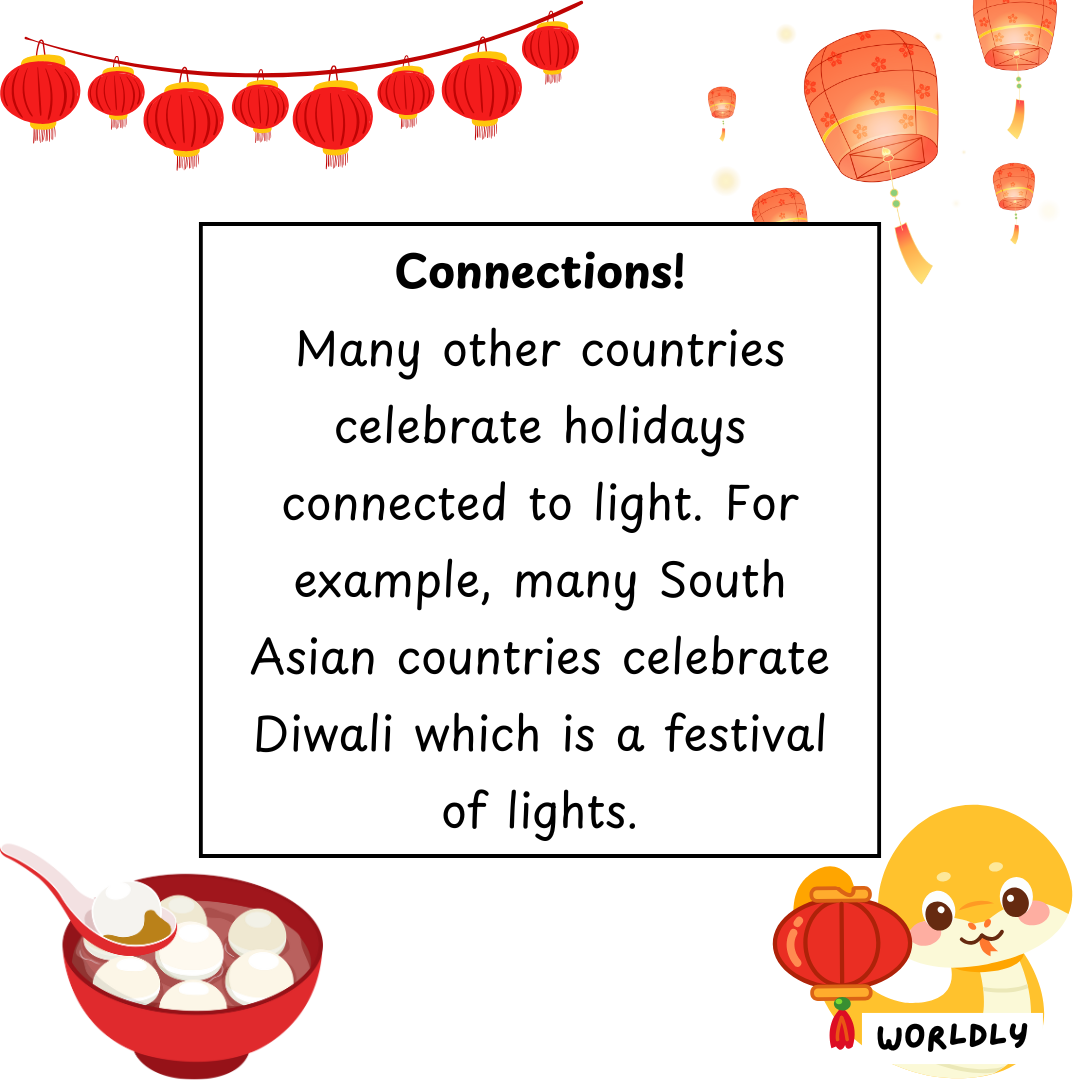 Connections!
Many other countries
celebrate holidays
connected to light. For
example, many South
Asian countries celebrate
Diwali which is a festival
of lights.
WORLDLY